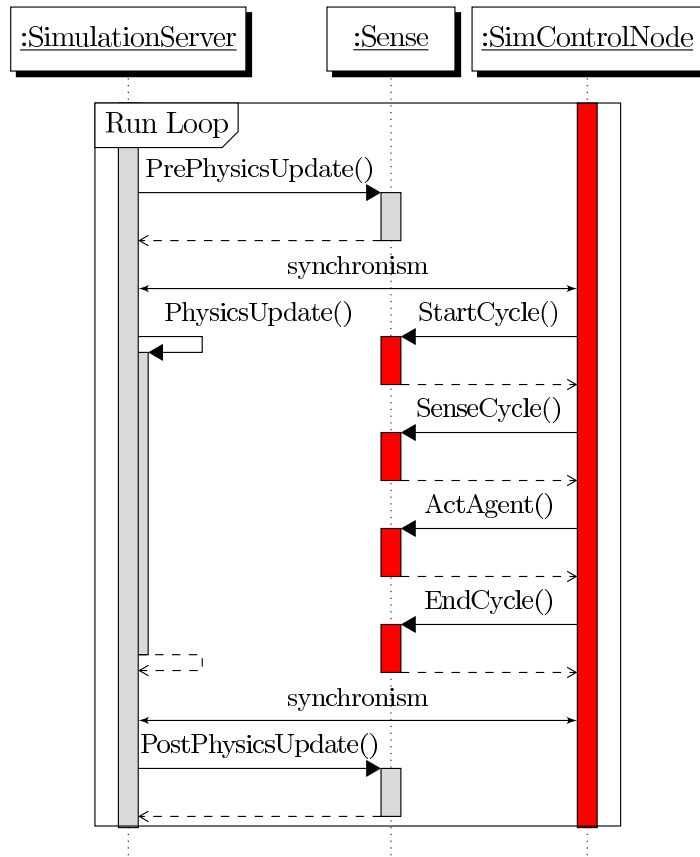 :SimulationServer
:Sense
:SimControlNode
Run Loop
PrePhysicsUpdate()
synchronism
PhysicsUpdate()
StartCycle()
SenseCycle()
ActAgent()
EndCycle()
synchronism
PostPhysicsUpdate()